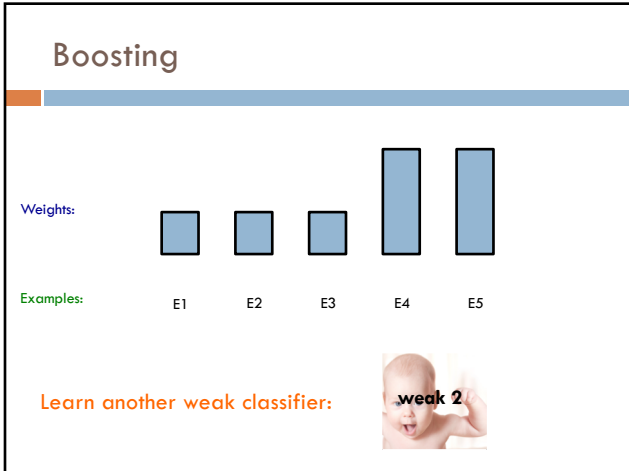 Boosting
Weights:
Examples:
E1 E2 E3 E4 E5
Learn another weak classifier:
weak 2